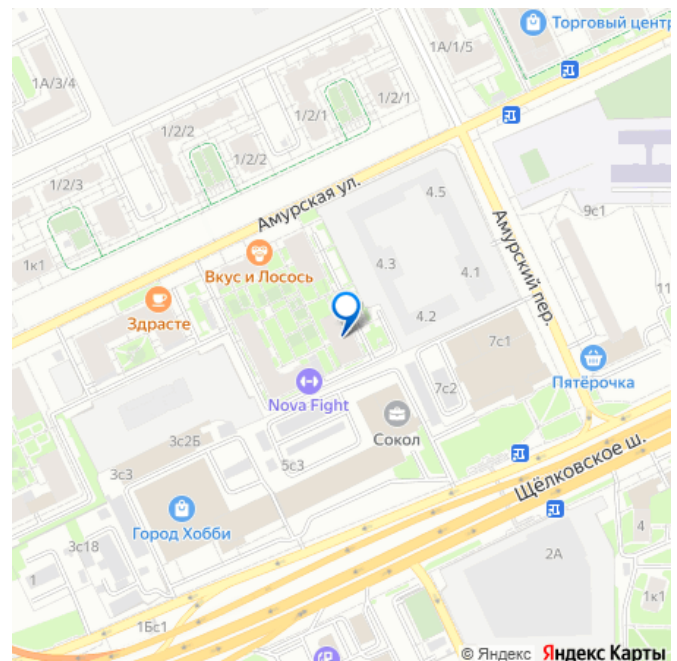 Торговый центр
1А/1/5
1А/3/4
1/2/1
1/2/1
1/2/2
1/2/2
1/2/3
Амурская ул.
4.5
9с1
Амурский пер.
1к1
Вкус и Лосось
4.3
4.1
11
Здрасте
4.2
7с1
Nova Fight
7с2
Пятёрочка
Сокол
3с2Б
5с3
3с3
Щёлковское ш.
Город Хобби
3с18
4
2А
1
1к1
1Бс1
© Яндекс Яндекс Карты